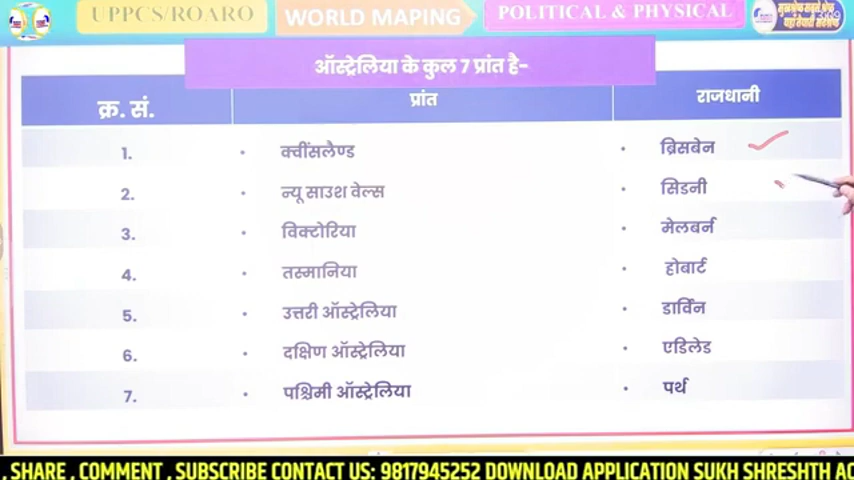 UPPCS/ROARO
WORLD MAPING
POLITICAL & PHYSICAL
ऑस्ट्रेलिया के कुल 7 प्रांत है-
क्र. सं. प्रांत राजधानी
1. • क्वींसलैण्ड • ब्रिसबेन
2. • न्यू साउश वेल्स • सिडनी
3. • विक्टोरिया • मेलबर्न
4. • तस्मानिया • होबार्ट
5. • उत्तरी ऑस्ट्रेलिया • डार्विन
6. • दक्षिण ऑस्ट्रेलिया • एडिलेड
7. • पश्चिमी ऑस्ट्रेलिया • पर्थ
, SHARE , COMMENT , SUBSCRIBE CONTACT US: 9817945252 DOWNLOAD APPLICATION SUKH SHRESHTH AC